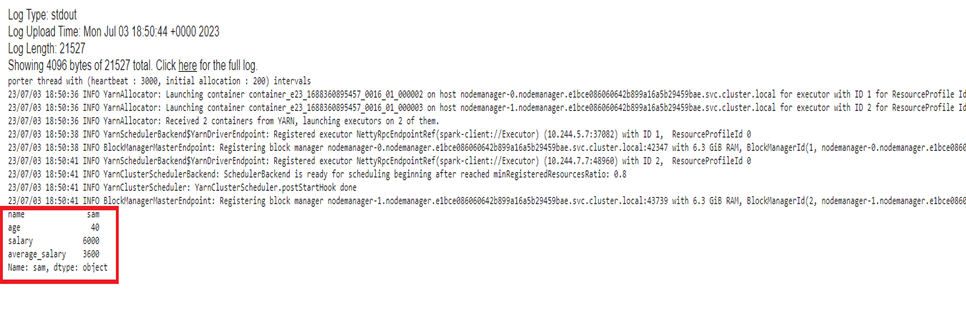 Log Type: stdout
Log Upload Time: Mon Jul 03 18:50:44 +0000 2023
Log Length: 21527
Showing 4096 bytes of 21527 total. Click here for the full log.
porter thread with (heartbeat : 3000, initial allocation : 200) intervals
23/07/03 18:50:36 INFO YarnAllocator: Launching container container_e23_1688360895457_0016_01_000002 on host nodemanager-0.nodemanager.e1bce086060642b899a16a5b29459bae.svc.cluster.local for executor with ID 1 for ResourceProfile Id
23/07/03 18:50:36 INFO YarnAllocator: Launching container container_e23_1688360895457_0016_01_000003 on host nodemanager-1.nodemanager.e1bce086060642b899a16a5b29459bae.svc.cluster.local for executor with ID 2 for ResourceProfile Id
23/07/03 18:50:36 INFO YarnAllocator: Received 2 containers from YARN, launching executors on 2 of them.
23/07/03 18:50:38 INFO YarnSchedulerBackend$YarnDriverEndpoint: Registered executor NettyRpcEndpointRef(spark-client://Executor) (10.244.5.7:37082) with ID 1,  ResourceProfileId 0
23/07/03 18:50:38 INFO BlockManagerMasterEndpoint: Registering block manager nodemanager-0.nodemanager.e1bce086060642b899a16a5b29459bae.svc.cluster.local:42347 with 6.3 GiB RAM, BlockManagerId(1, nodemanager-0.nodemanager.e1bce0860
23/07/03 18:50:41 INFO YarnSchedulerBackend$YarnDriverEndpoint: Registered executor NettyRpcEndpointRef(spark-client://Executor) (10.244.7.7:48960) with ID 2,  ResourceProfileId 0
23/07/03 18:50:41 INFO YarnClusterSchedulerBackend: SchedulerBackend is ready for scheduling beginning after reached minRegisteredResourcesRatio: 0.8
23/07/03 18:50:41 INFO YarnClusterScheduler: YarnClusterScheduler.postStartHook done
23/07/03 18:50:41 INFO BlockManagerMasterEndpoint: Registering block manager nodemanager-1.nodemanager.e1bce086060642b899a16a5b29459bae.svc.cluster.local:43739 with 6.3 GiB RAM, BlockManagerId(2, nodemanager-1.nodemanager.e1bce0860
name sam
age 40
salary 6000
average_salary 3600
Name: sam, dtype: object